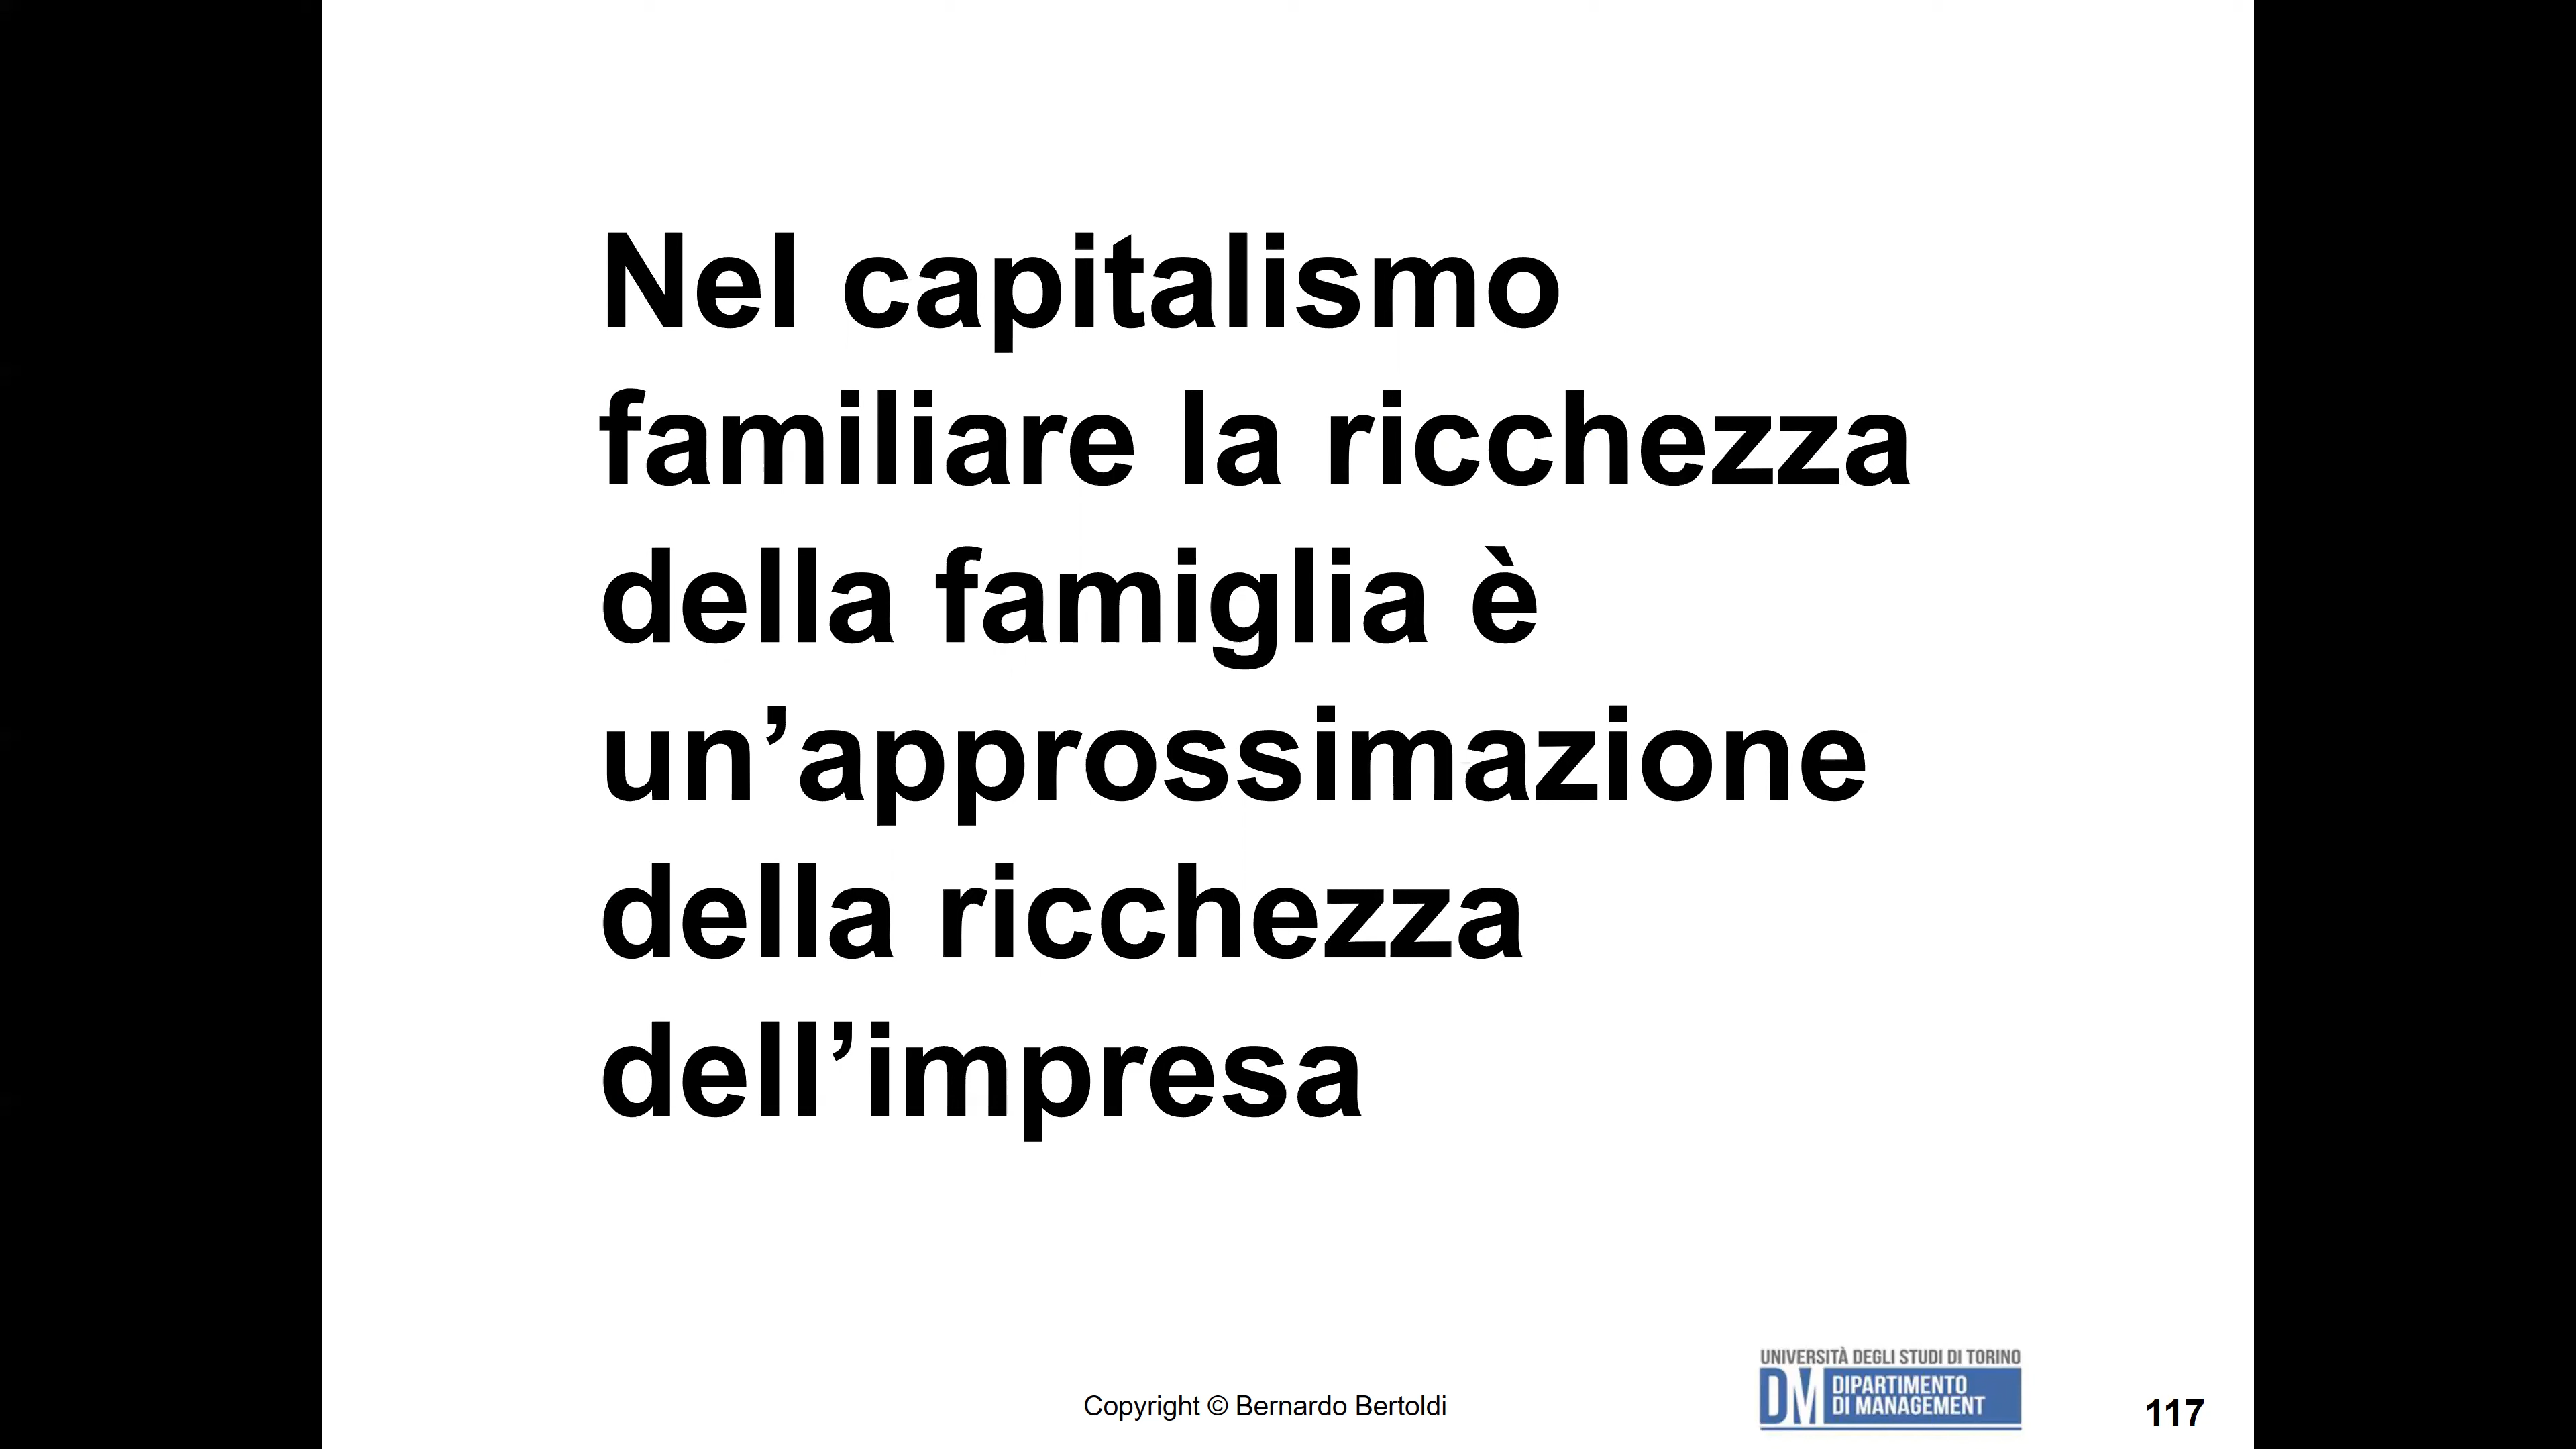 Nel capitalismo
familiare la ricchezza
della famiglia è
un’approssimazione
della ricchezza
dell’impresa
Copyright © Bernardo Bertoldi
UNIVERSITÀ DEGLI STUDI DI TORINO
DM DIPARTIMENTO
DI MANAGEMENT
117